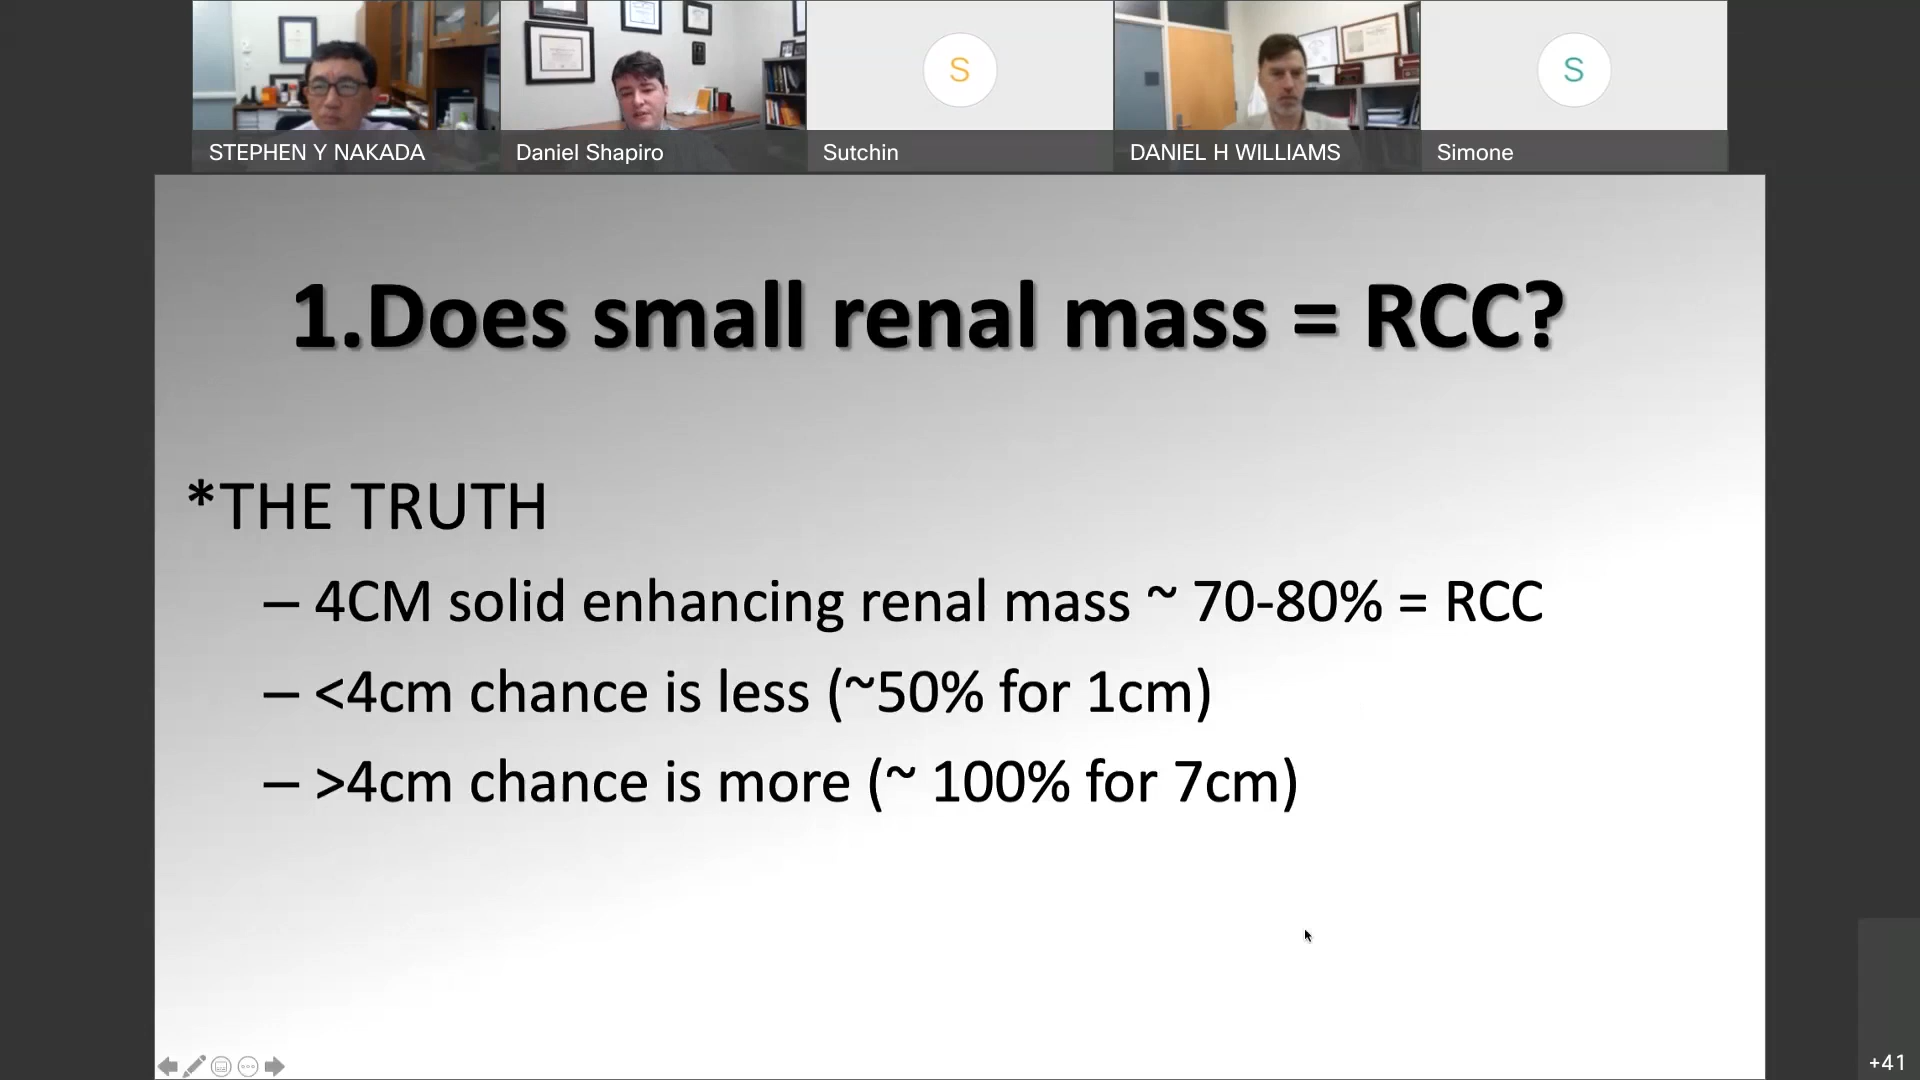 STEPHEN Y NAKADA
Daniel Shapiro
S
Sutchin
DANIEL H WILLIAMS
S
Simone
1.Does small renal mass = RCC?
*THE TRUTH
– 4CM solid enhancing renal mass ~ 70-80% = RCC
– <4cm chance is less (~50% for 1cm)
– >4cm chance is more (~ 100% for 7cm)
+41